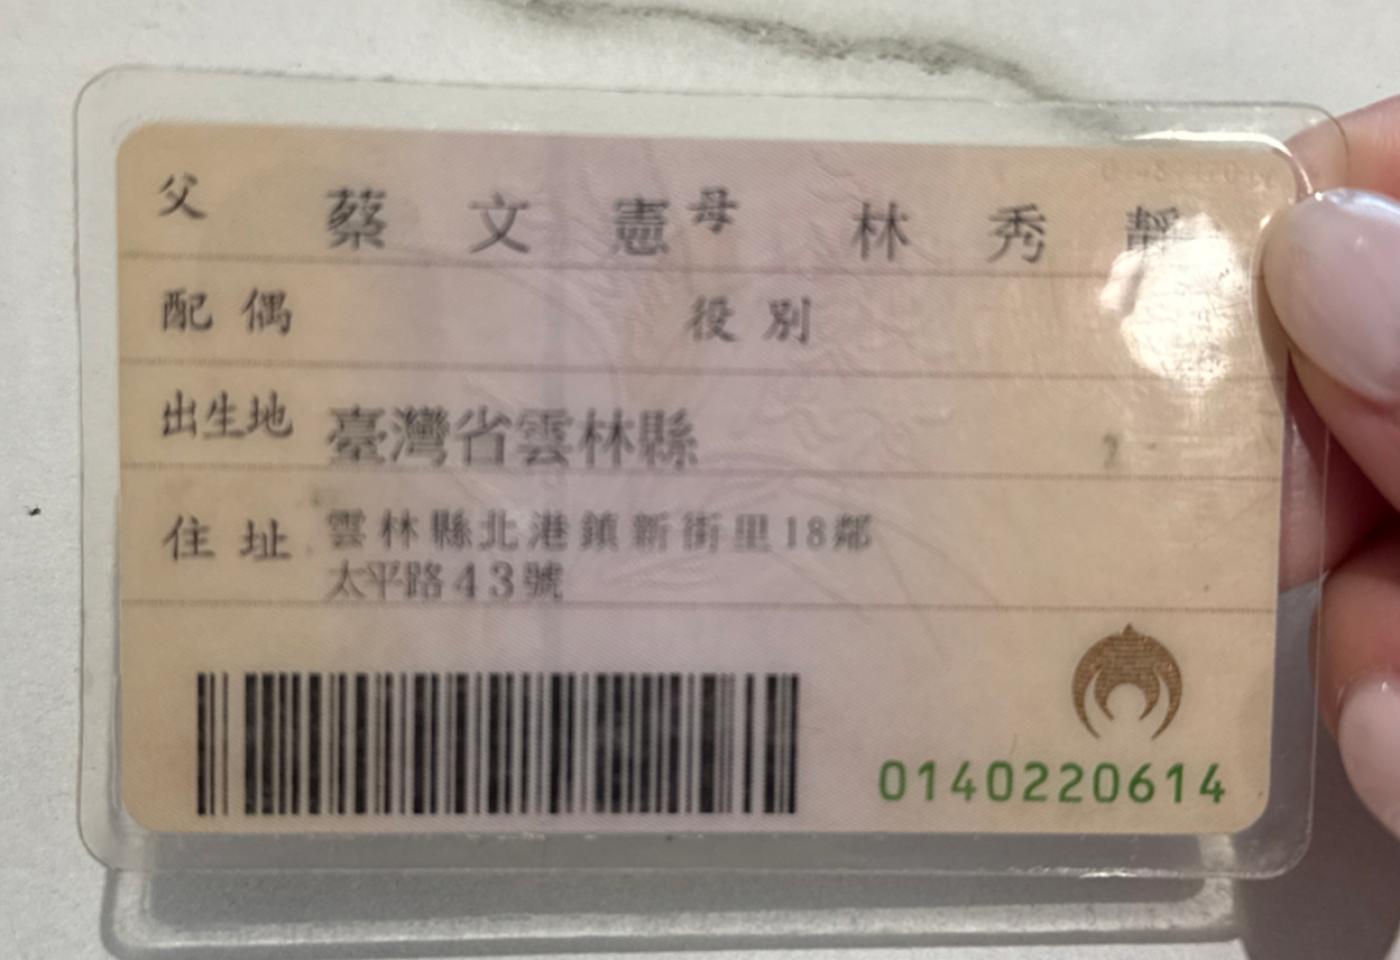 父 蔡文憲 母 林秀靜
配偶 役別
出生地 臺灣省雲林縣
住址 雲林縣北港鎮新街里18鄰
太平路43號
0140220614